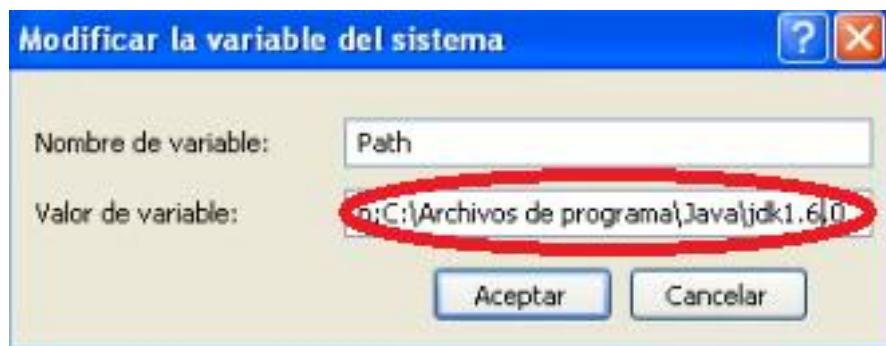 Modificar la variable del sistema
Nombre de variable: Path
Valor de variable: n;C:\Archivos de programa\Java\jdk1.6.0
Aceptar Cancelar